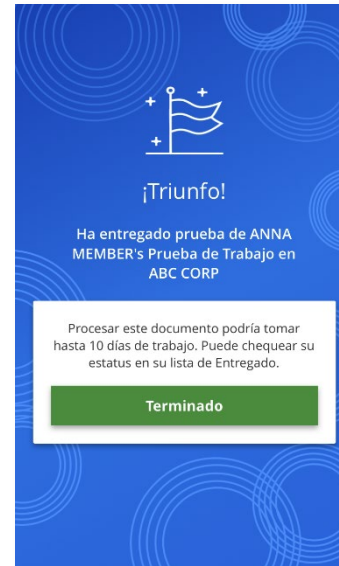 ¡Triunfo!
Ha entregado prueba de ANNA
MEMBER's Prueba de Trabajo en
ABC CORP
Procesar este documento podría tomar
hasta 10 días de trabajo. Puede chequear su
estatus en su lista de Entregado.
Terminado